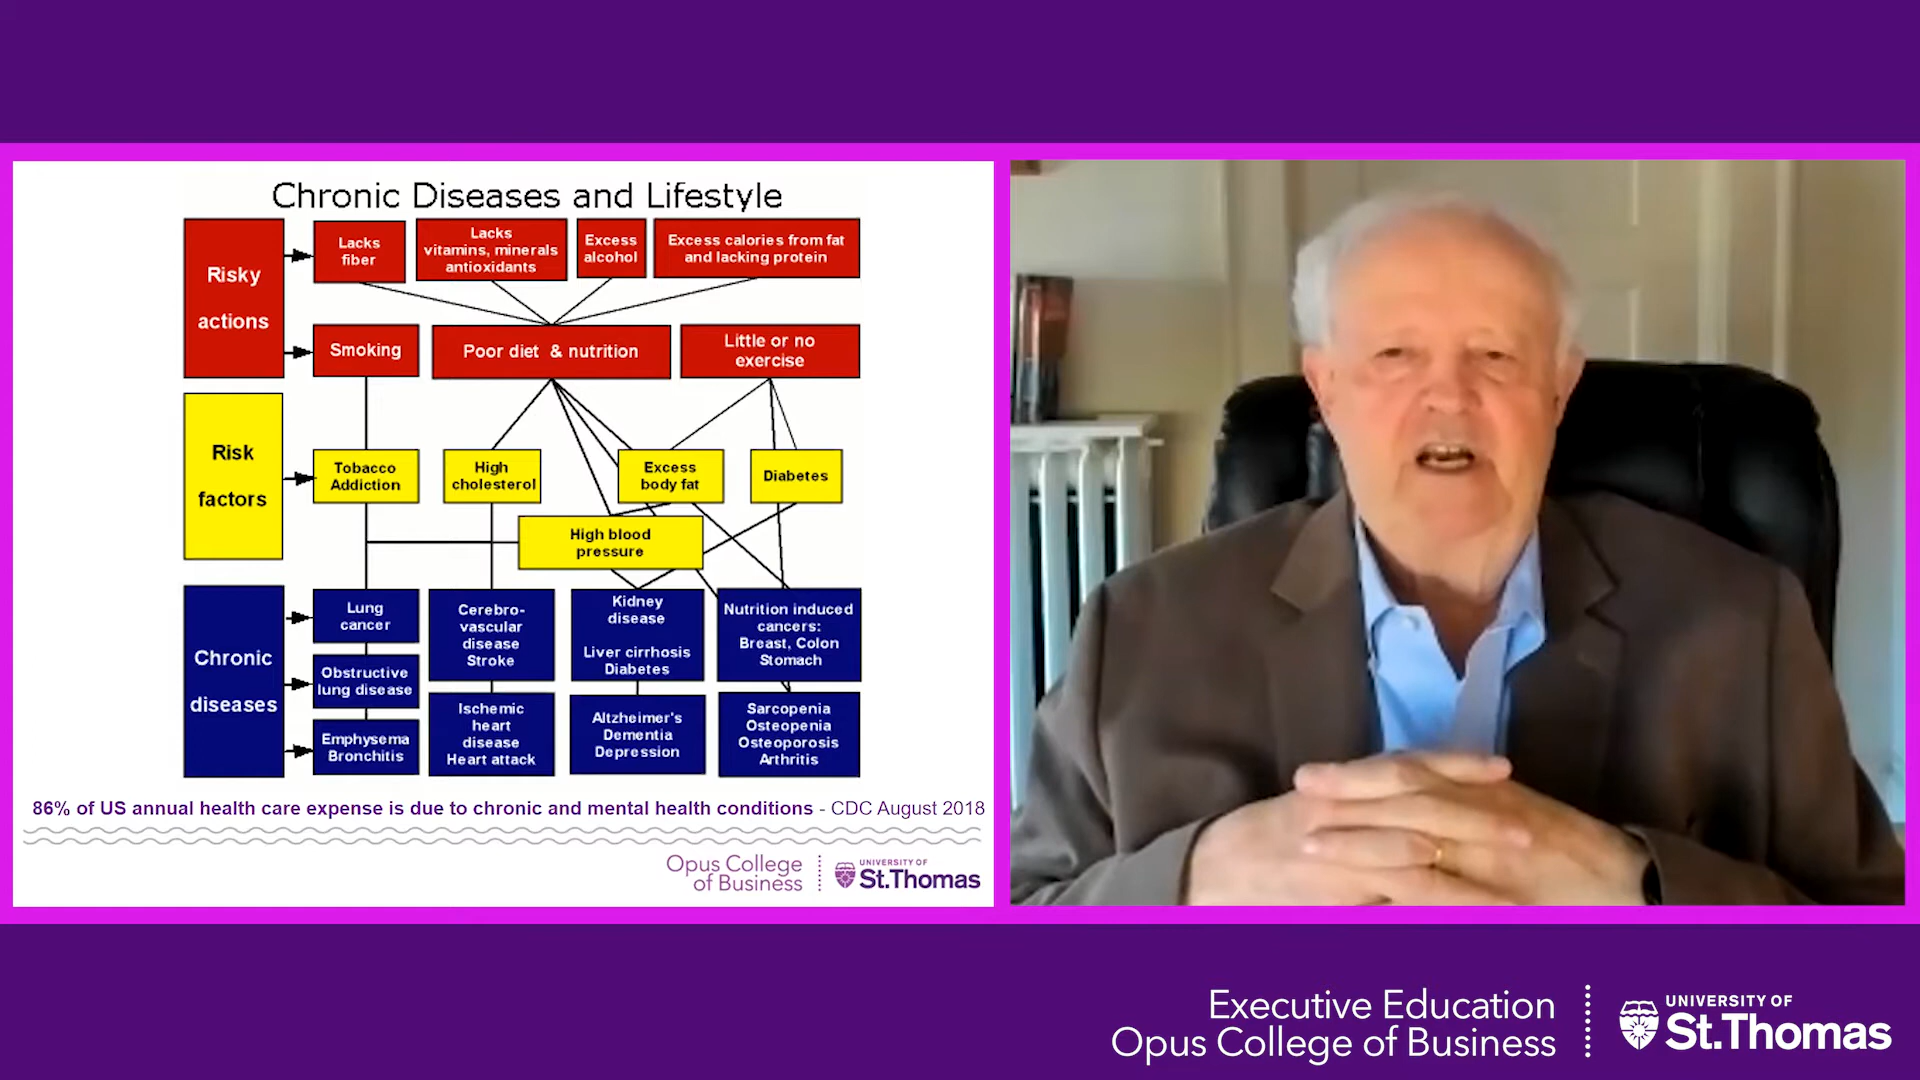 Chronic Diseases and Lifestyle
Risky
actions
Lacks
fiber
Lacks
vitamins, minerals
antioxidants
Excess
alcohol
Excess calories from fat
and lacking protein
Smoking
Poor diet & nutrition
Little or no
exercise
Risk
factors
Tobacco
Addiction
High
cholesterol
Excess
body fat
Diabetes
High blood
pressure
Chronic
diseases
Lung
cancer
Obstructive
lung disease
Emphysema
Bronchitis
Cerebro-
vascular
disease
Stroke
Ischemic
heart
disease
Heart attack
Kidney
disease
Liver cirrhosis
Diabetes
Altzheimer's
Dementia
Depression
Nutrition induced
cancers:
Breast, Colon
Stomach
Sarcopenia
Osteopenia
Osteoporosis
Arthritis
86% of US annual health care expense is due to chronic and mental health conditions - CDC August 2018
Opus College
of Business
UNIVERSITY OF
St.Thomas
Executive Education
Opus College of Business
UNIVERSITY OF
St.Thomas